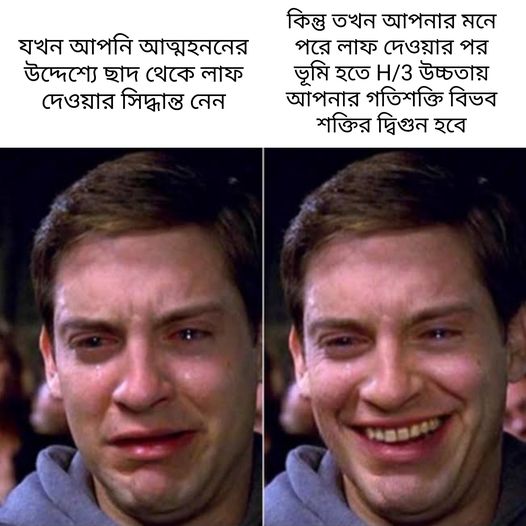 যখন আপনি আত্মহননের
উদ্দেশ্যে ছাদ থেকে লাফ
দেওয়ার সিদ্ধান্ত নেন
কিন্তু তখন আপনার মনে
পরে লাফ দেওয়ার পর
ভূমি হতে H/3 উচ্চতায়
আপনার গতিশক্তি বিভব
শক্তির দ্বিগুন হবে